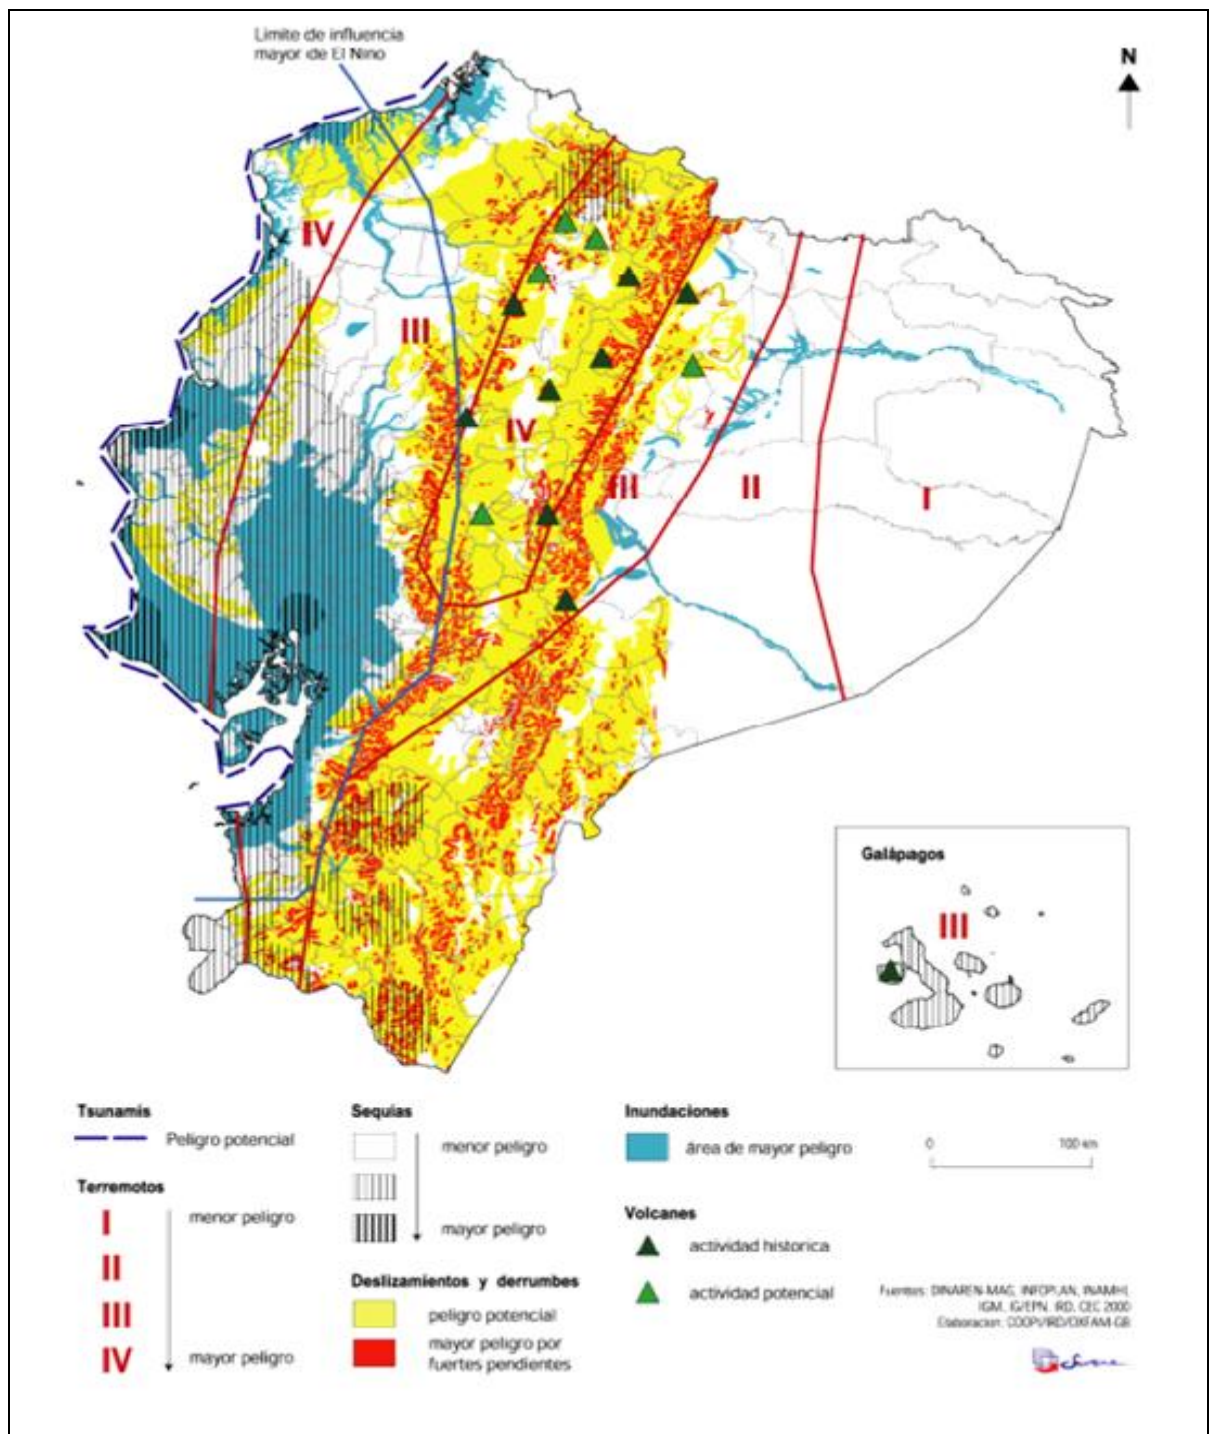 Limite de influencia
mayor de El Nino
N
IV
III
IV
III
II
I
Galápagos
III
Tsunamis
Peligro potencial
Terremotos
I
menor peligro
II
III
IV
mayor peligro
Sequias
menor peligro
mayor peligro
Deslizamientos y derrumbes
peligro potencial
mayor peligro por
fuertes pendientes
Inundaciones
área de mayor peligro
0 100 km
Volcanes
actividad historica
actividad potencial
Fuentes: DINAREN-MAG, INFOPLAN, INAMHI,
IGM, IG/EPN, IRD, CEC 2000
Elaboracion: COOPI/IRD/OXFAM-GB